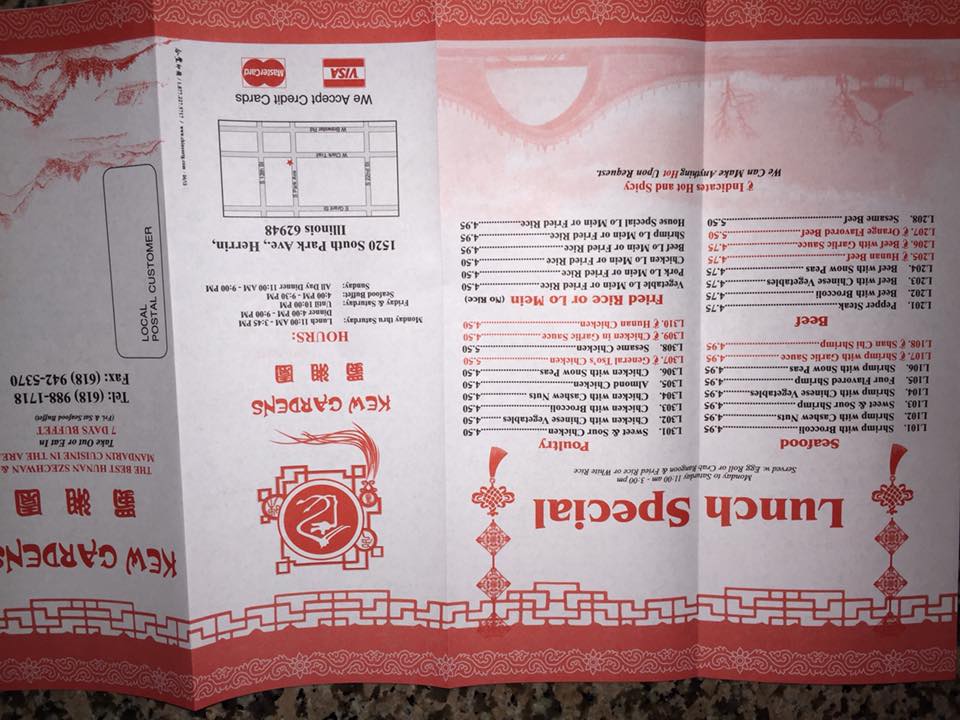 Lunch Special
Monday to Saturday 11:00 am - 3:00 pm
Served w. Egg Roll or Crab Rangoon & Fried Rice or White Rice
Seafood
L101. Shrimp with Broccoli..........4.95
L102. Shrimp with Cashew Nuts..........4.95
L103. Sweet & Sour Shrimp..........4.95
L104. Shrimp with Chinese Vegetables..........4.95
L105. Four Flavored Shrimp..........4.95
L106. Shrimp with Snow Peas..........4.95
L107. Shrimp with Garlic Sauce..........4.95
L108. Shan Chi Shrimp..........4.95
Beef
L201. Pepper Steak..........4.75
L202. Beef with Broccoli..........4.75
L203. Beef with Chinese Vegetables..........4.75
L204. Beef with Snow Peas..........4.75
L205. Hunan Beef..........4.75
L206. Beef with Garlic Sauce..........4.75
L207. Orange Flavored Beef..........5.50
L208. Sesame Beef..........5.50
Poultry
L301. Sweet & Sour Chicken..........4.50
L302. Chicken with Chinese Vegetables..........4.50
L303. Chicken with Broccoli..........4.50
L304. Chicken with Cashew Nuts..........4.50
L305. Almond Chicken..........4.50
L306. Chicken with Snow Peas..........4.50
L307. General Tso's Chicken..........5.50
L308. Sesame Chicken..........5.50
L309. Chicken in Garlic Sauce..........4.50
L310. Hunan Chicken..........4.50
Fried Rice or Lo Mein (No Rice)
Vegetable Lo Mein or Fried Rice..........4.50
Pork Lo Mein or Fried Rice..........4.50
Chicken Lo Mein or Fried Rice..........4.50
Beef Lo Mein or Fried Rice..........4.95
Shrimp Lo Mein or Fried Rice..........4.95
House Special Lo Mein or Fried Rice..........4.95
Indicates Hot and Spicy
We Can Make Anything Hot Upon Request.
KEW GARDENS
湘 園
HOURS:
Monday thru Saturday: Lunch 11:00 AM - 3:45 PM
Dinner 4:00 PM - 9:00 PM
Friday & Saturday: Until 10:00 PM
Seafood Buffet: 4:00 PM - 9:30 PM
Sunday: All Day Dinner 11:00 AM - 9:00 PM
1520 South Park Ave., Herrin,
Illinois 62948
E Grant St
S 22nd St
S Park Ave
S 13th St
W Clark Trail
W Brewster Rd
We Accept Credit Cards
VISA
MasterCard
KEW GARDENS
湘 園
THE BEST HUNAN SZECHWAN &
MANDARIN CUISINE IN THE ARE
Take Out or Eat In
7 DAYS BUFFET
(Fri. & Sat Seafood Buffet)
Tel: (618) 988-1718
Fax: (618) 942-5370
LOCAL
POSTAL CUSTOMER